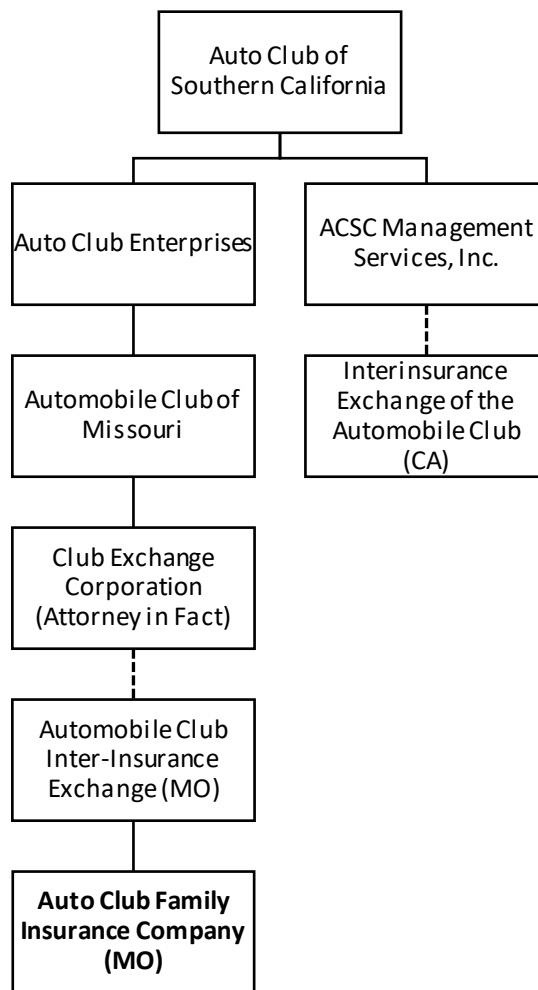 Auto Club of
Southern California
Auto Club Enterprises
ACSC Management
Services, Inc.
Automobile Club of
Missouri
Interinsurance
Exchange of the
Automobile Club
(CA)
Club Exchange
Corporation
(Attorney in Fact)
Automobile Club
Inter-Insurance
Exchange (MO)
Auto Club Family
Insurance Company
(MO)